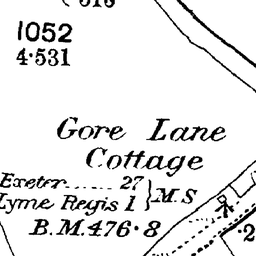 1052
4·531
Gore Lane
Cottage
Exeter...... 27
Lyme Regis 1 } M.S
B.M. 476·8